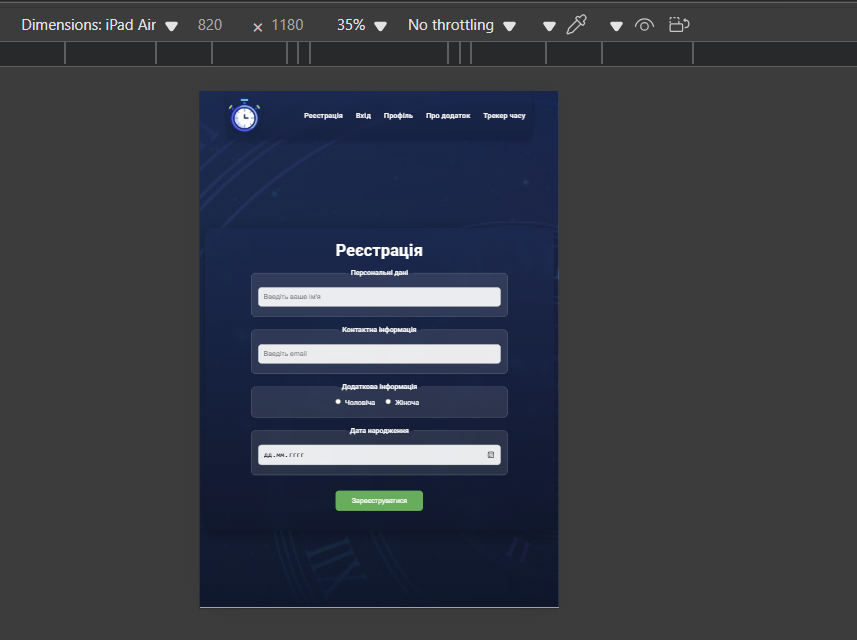 Dimensions: iPad Air 820 × 1180 35% No throttling
Реєстрація Вхід Профіль Про додаток Трекер часу
Реєстрація
Персональні дані
Введіть ваше ім'я
Контактна інформація
Введіть email
Додаткова інформація
Чоловіча Жіноча
Дата народження
дд.мм.гггг
Зареєструватися